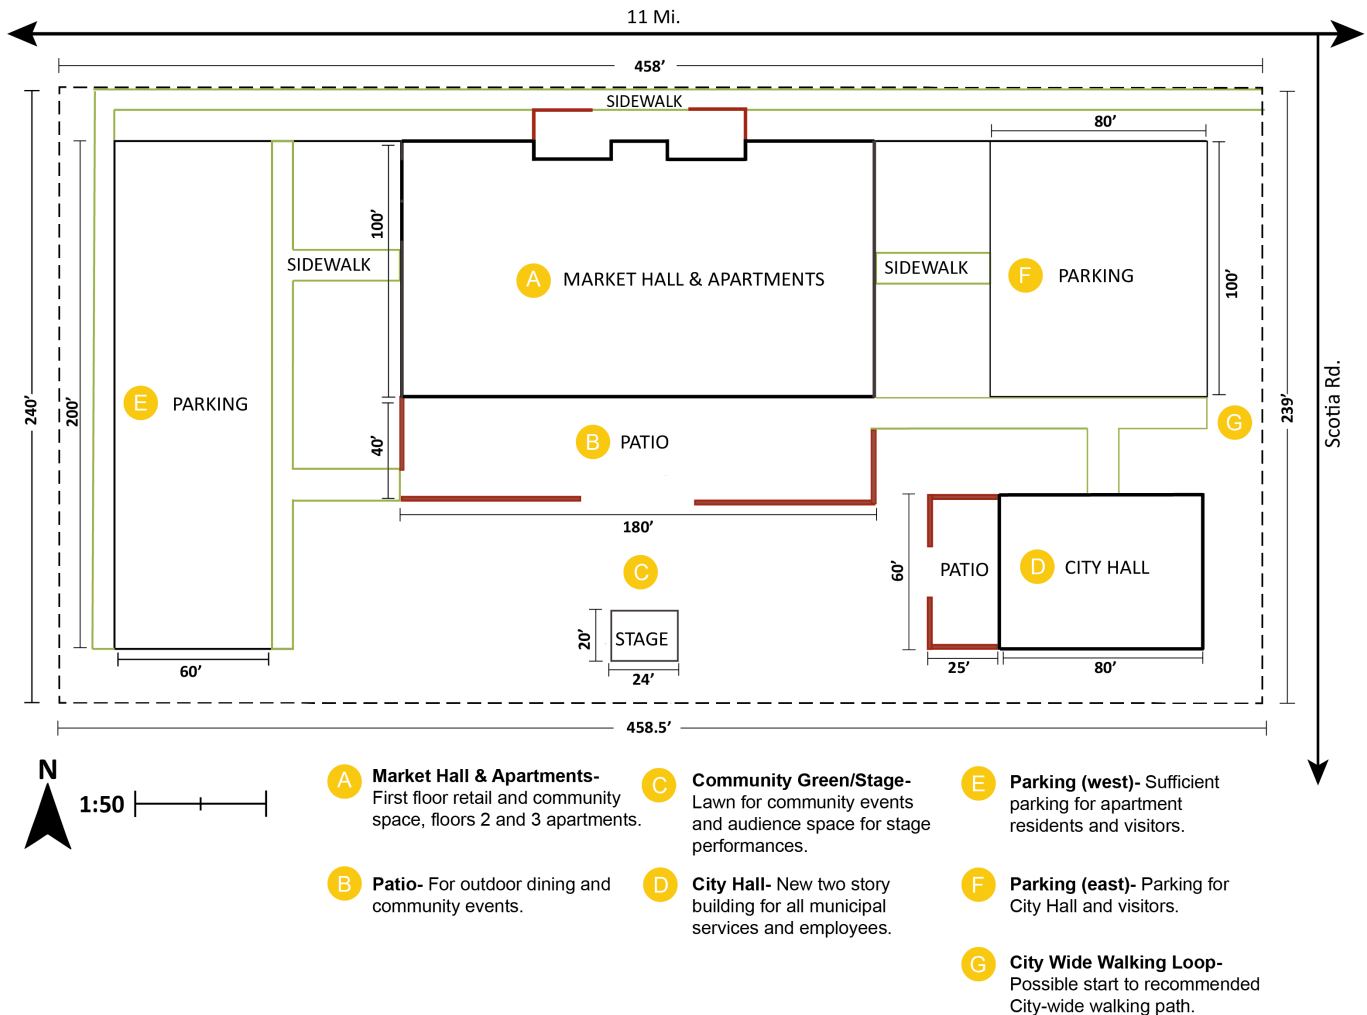 11 Mi.
458’
SIDEWALK
80’
100’
SIDEWALK
A MARKET HALL & APARTMENTS
SIDEWALK
F PARKING
100’
Scotia Rd.
E PARKING
240’
200’
40’
B PATIO
G
239’
180’
C
60’
PATIO
D CITY HALL
20’
STAGE
24’
60’
25’
80’
458.5’
N
1:50
A Market Hall & Apartments-
First floor retail and community
space, floors 2 and 3 apartments.
B Patio- For outdoor dining and
community events.
C Community Green/Stage-
Lawn for community events
and audience space for stage
performances.
D City Hall- New two story
building for all municipal
services and employees.
E Parking (west)- Sufficient
parking for apartment
residents and visitors.
F Parking (east)- Parking for
City Hall and visitors.
G City Wide Walking Loop-
Possible start to recommended
City-wide walking path.